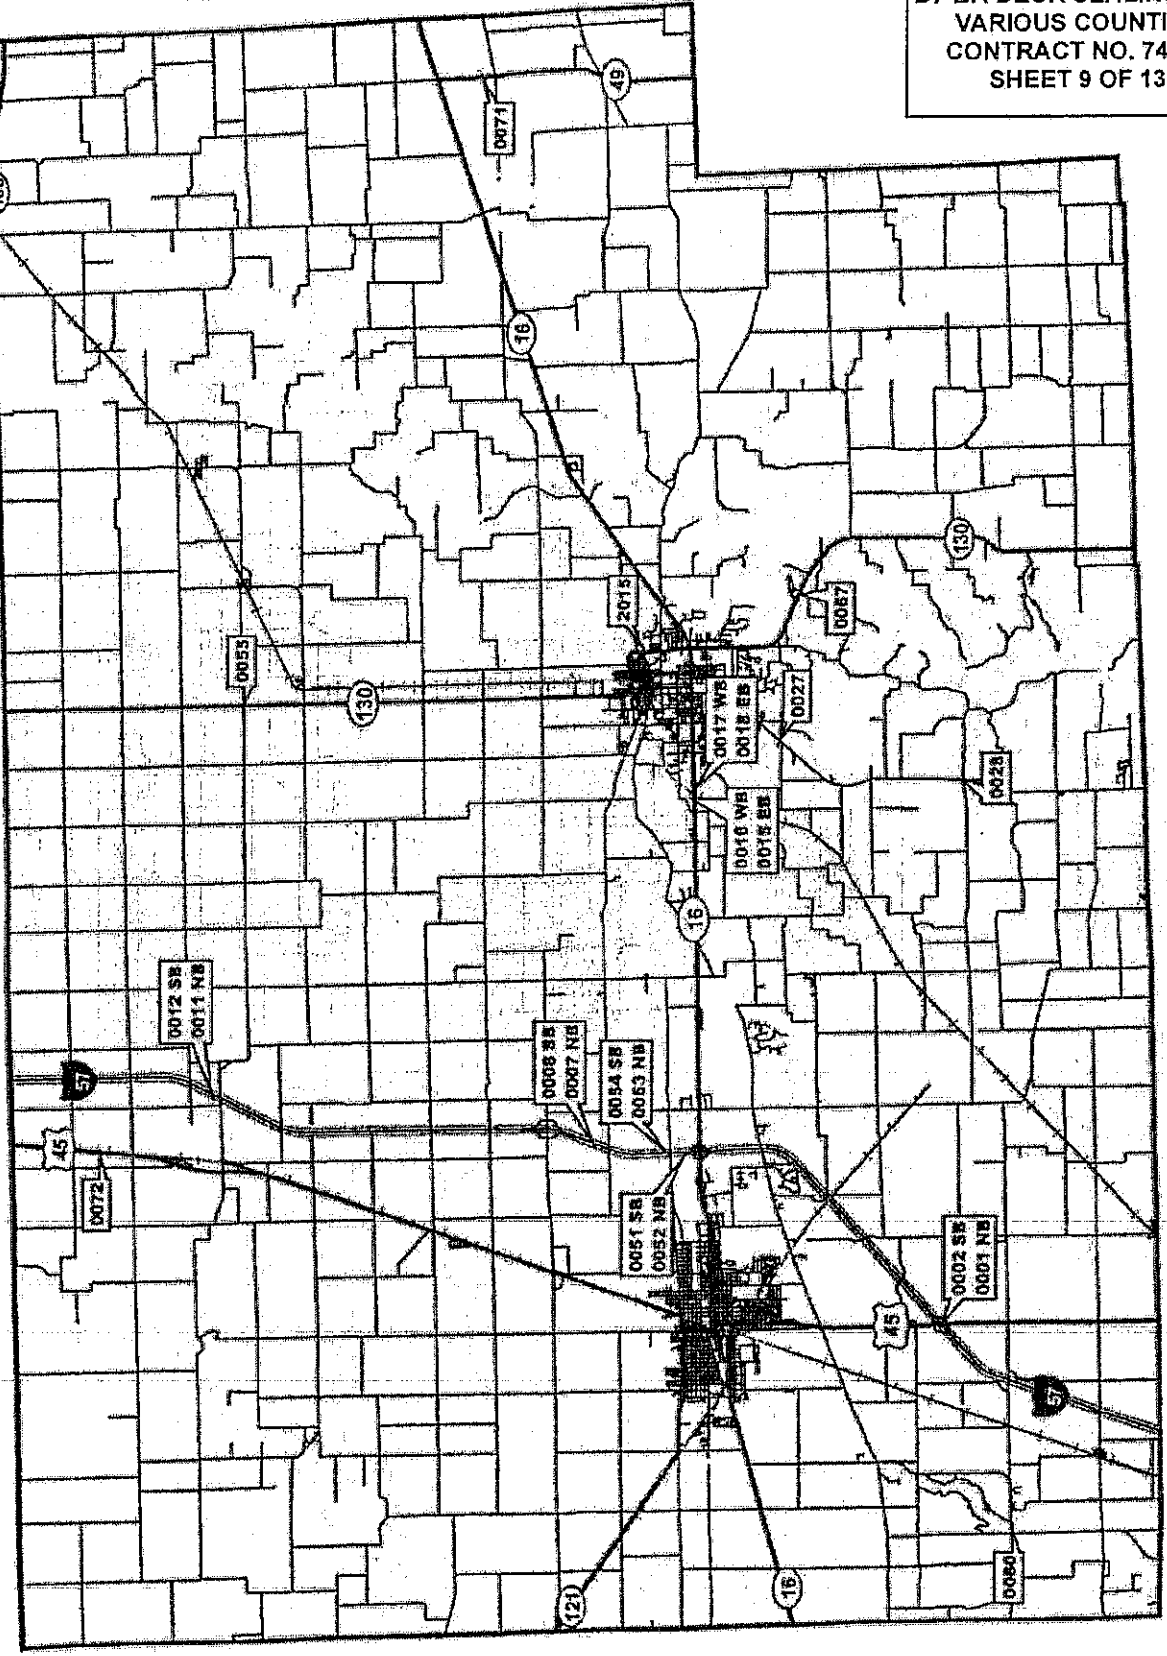 VARIOUS COUNTI
CONTRACT NO. 74
SHEET 9 OF 13
49
0071
16
0053
130
2015
130
0067
0027
0017 WB
0018 EB
0028
0016 WB
0015 EB
16
0012 SB
0011 NB
57
45
0072
0008 SB
0007 NB
0054 SB
0053 NB
0051 SB
0052 NB
0002 SB
0001 NB
45
57
121
16
0060